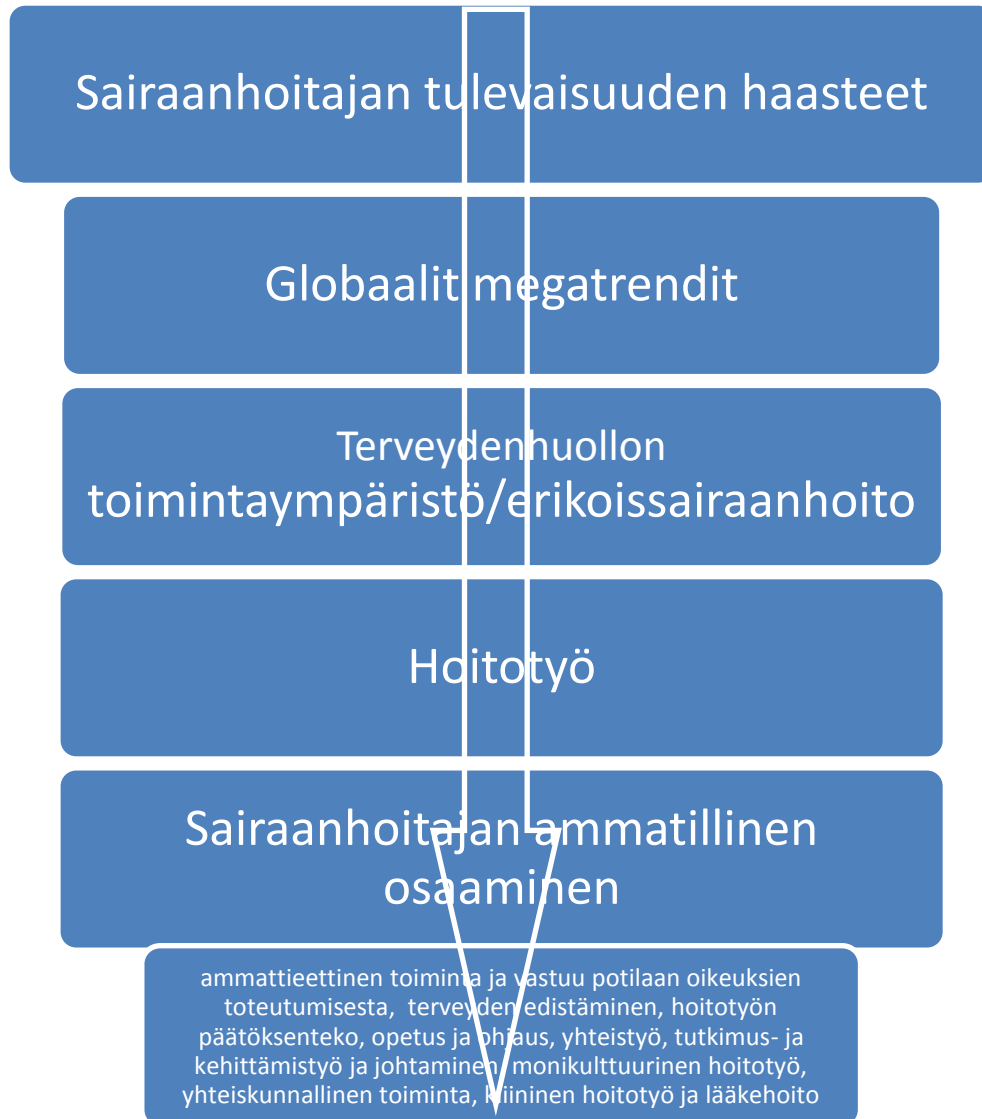 Sairaanhoitajan tulevaisuuden haasteet
Globaalit megatrendit
Terveydenhuollon
toimintaympäristö/erikoissairaanhoito
Hoitotyö
Sairaanhoitajan ammatillinen
osaaminen
ammattieettinen toiminta ja vastuu potilaan oikeuksien
toteutumisesta, terveyden edistäminen, hoitotyön
päätöksenteko, opetus ja ohjaus, yhteistyö, tutkimus- ja
kehittämistyö ja johtaminen, monikulttuurinen hoitotyö,
yhteiskunnallinen toiminta, kliininen hoitotyö ja lääkehoito